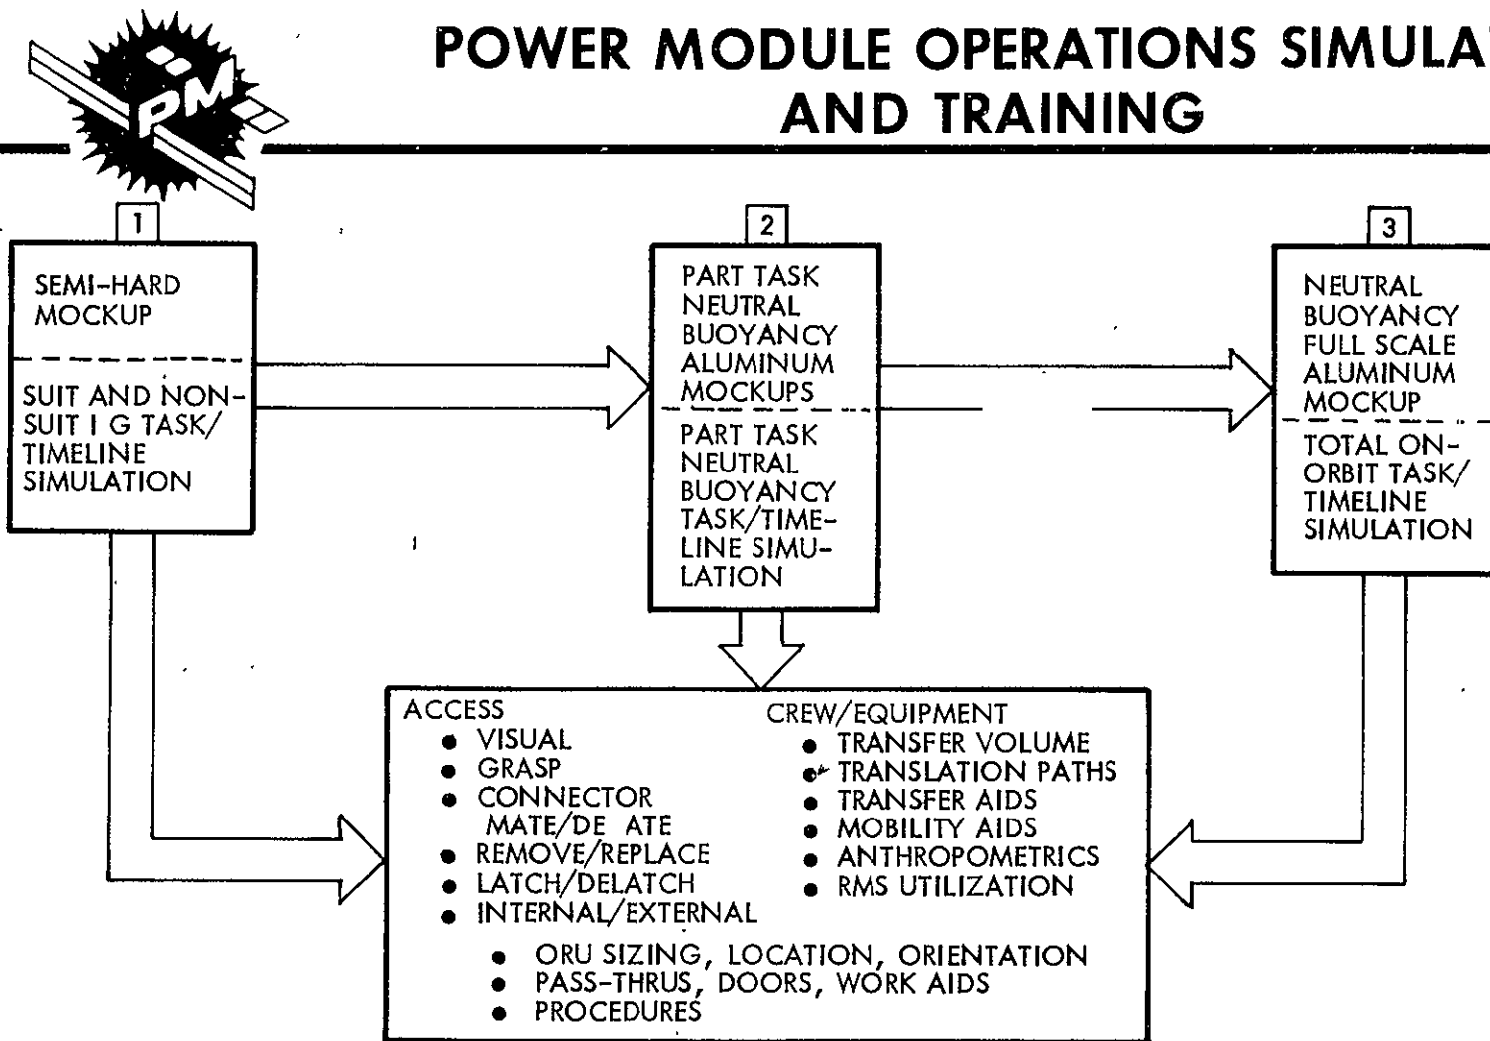 PM
POWER MODULE OPERATIONS SIMULAT
AND TRAINING
1
SEMI-HARD
MOCKUP
SUIT AND NON-
SUIT I G TASK/
TIMELINE
SIMULATION
2
PART TASK
NEUTRAL
BUOYANCY
ALUMINUM
MOCKUPS
PART TASK
NEUTRAL
BUOYANCY
TASK/TIME-
LINE SIMU-
LATION
3
NEUTRAL
BUOYANCY
FULL SCALE
ALUMINUM
MOCKUP
TOTAL ON-
ORBIT TASK/
TIMELINE
SIMULATION
ACCESS
● VISUAL
● GRASP
● CONNECTOR
MATE/DE ATE
● REMOVE/REPLACE
● LATCH/DELATCH
● INTERNAL/EXTERNAL
CREW/EQUIPMENT
● TRANSFER VOLUME
● TRANSLATION PATHS
● TRANSFER AIDS
● MOBILITY AIDS
● ANTHROPOMETRICS
● RMS UTILIZATION
● ORU SIZING, LOCATION, ORIENTATION
● PASS-THRUS, DOORS, WORK AIDS
● PROCEDURES